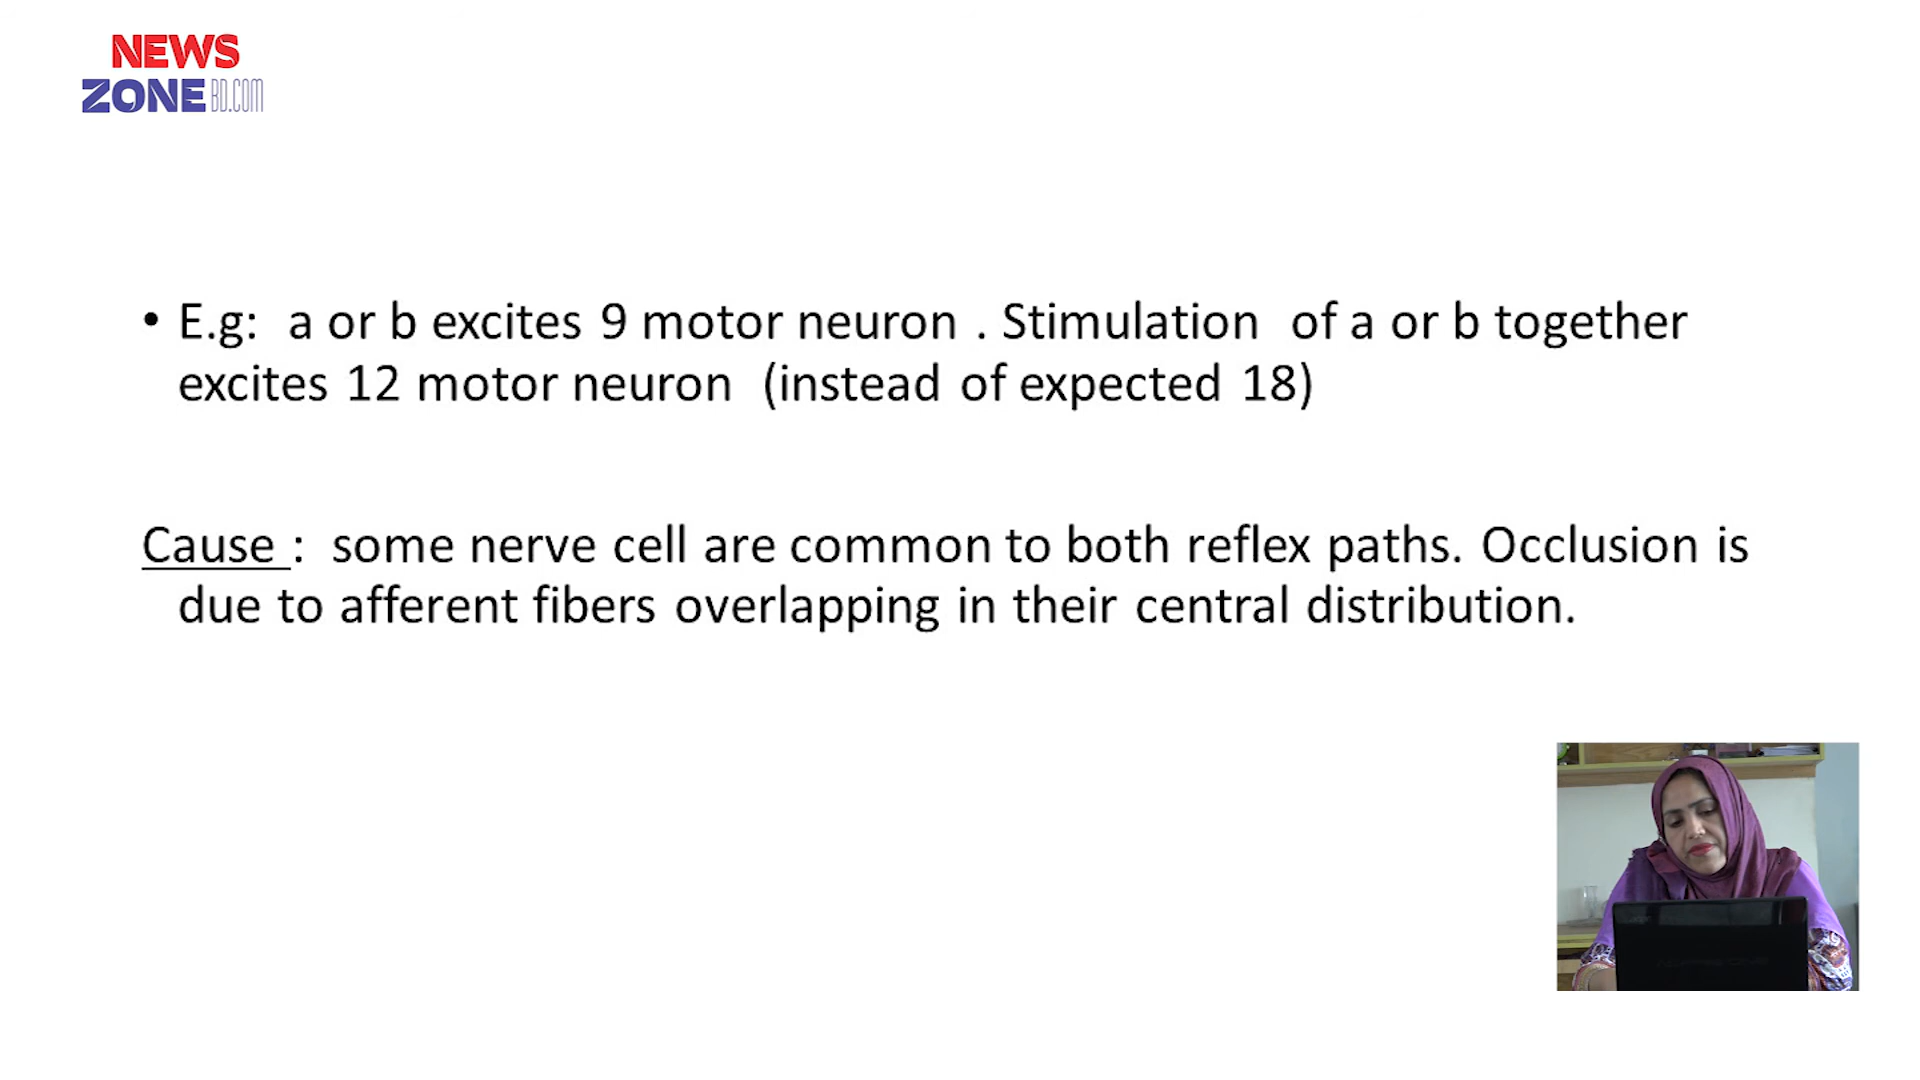 NEWS
ZONE BD.COM
• E.g: a or b excites 9 motor neuron . Stimulation of a or b together
excites 12 motor neuron (instead of expected 18)
Cause : some nerve cell are common to both reflex paths. Occlusion is
due to afferent fibers overlapping in their central distribution.